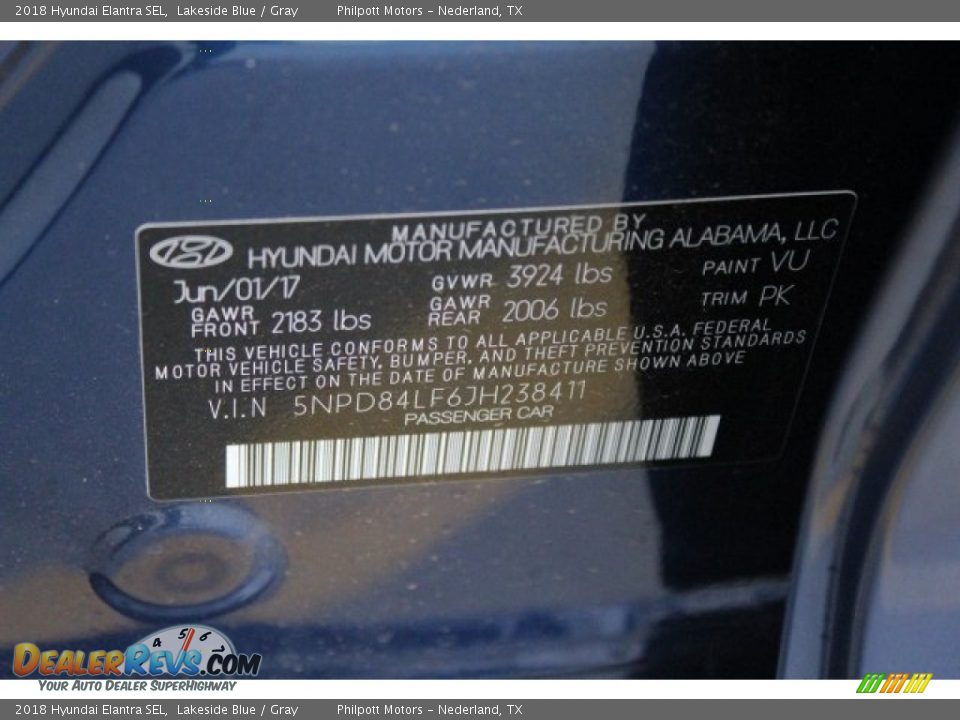 2018 Hyundai Elantra SEL, Lakeside Blue / Gray Philpott Motors – Nederland, TX
MANUFACTURED BY
HYUNDAI MOTOR MANUFACTURING ALABAMA, LLC
Jun/01/17 GVWR 3924 lbs PAINT VU
GAWR FRONT 2183 lbs GAWR REAR 2006 lbs TRIM PK
THIS VEHICLE CONFORMS TO ALL APPLICABLE U.S.A. FEDERAL
MOTOR VEHICLE SAFETY, BUMPER, AND THEFT PREVENTION STANDARDS
IN EFFECT ON THE DATE OF MANUFACTURE SHOWN ABOVE
V.I.N 5NPD84LF6JH238411
PASSENGER CAR
4 5 6
DEALERREVS.COM
YOUR AUTO DEALER SUPERHIGHWAY
2018 Hyundai Elantra SEL, Lakeside Blue / Gray Philpott Motors – Nederland, TX